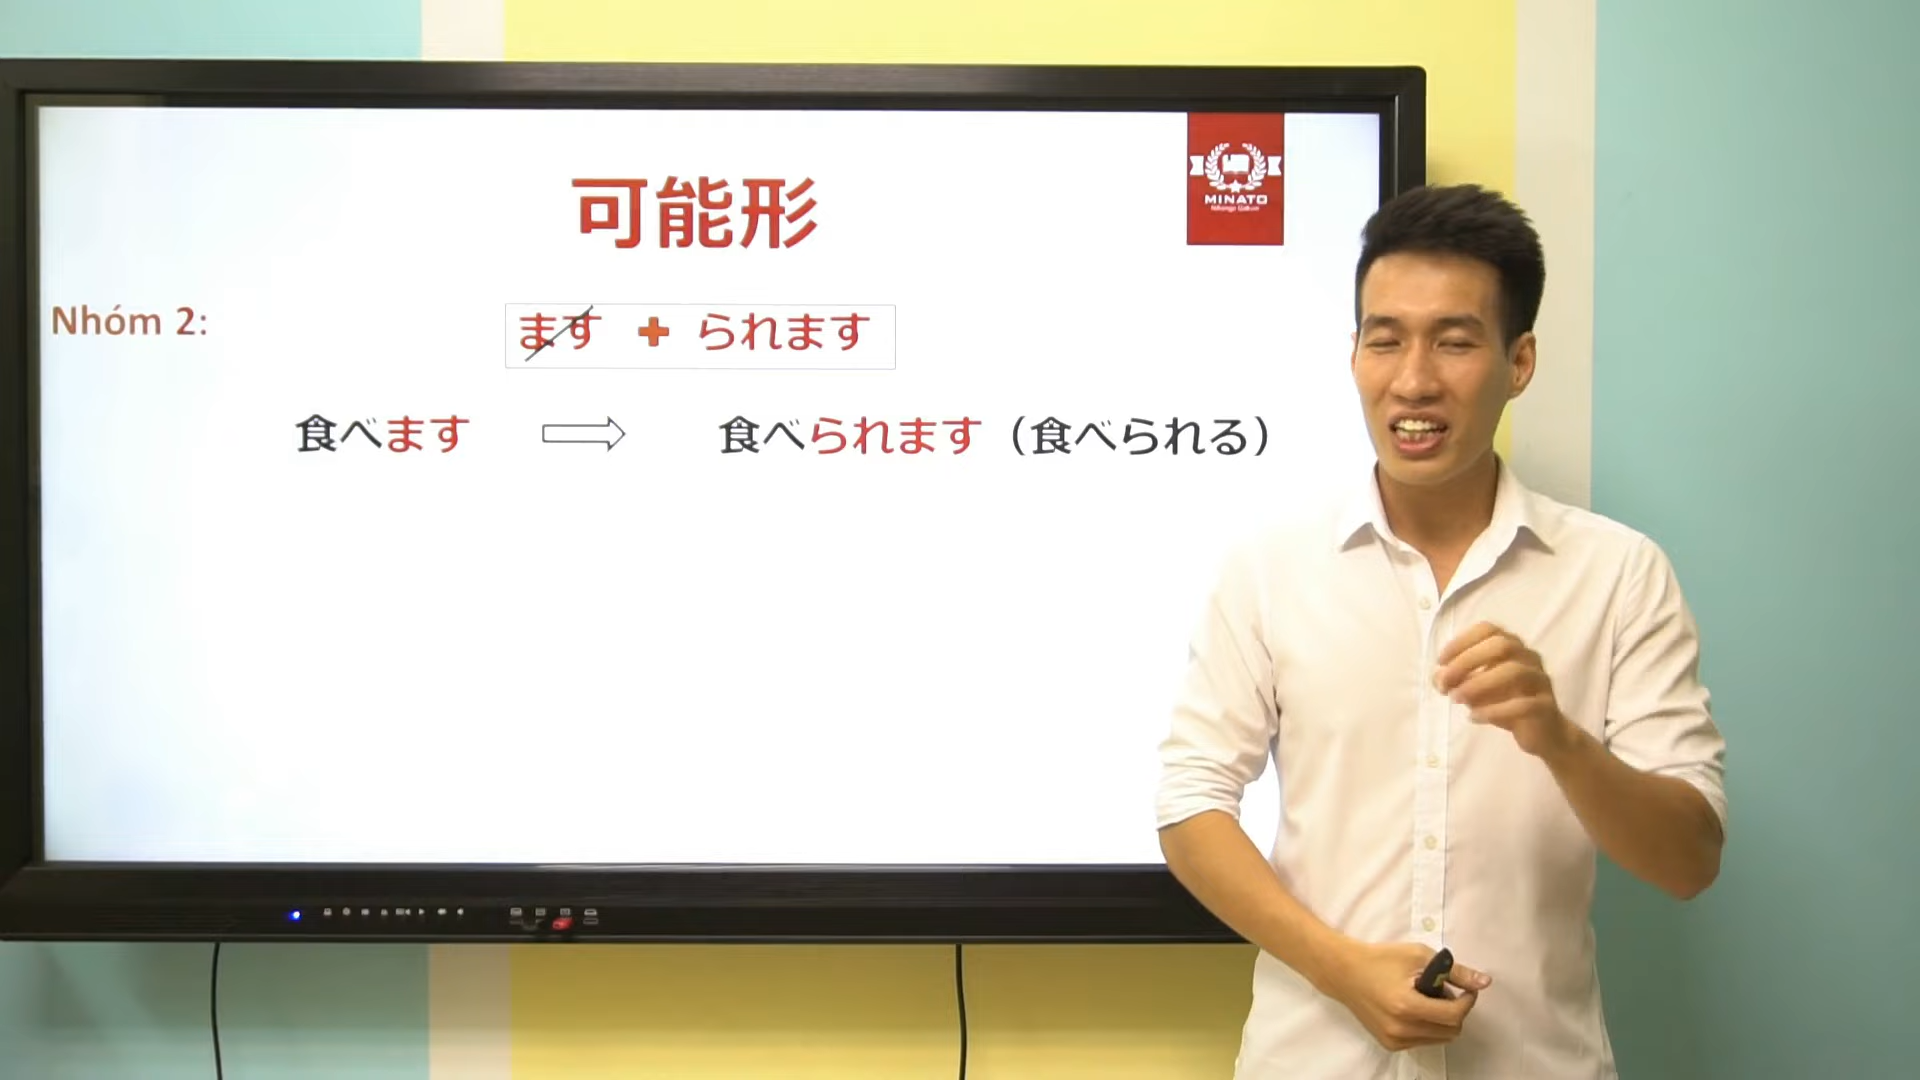 可能形
MINATO
Nhóm 2:
ます + られます
食べます ⇨ 食べられます（食べられる）